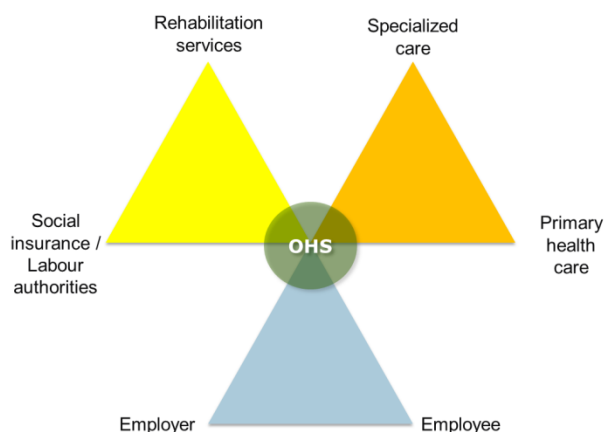 Rehabilitation
services
Specialized
care
Social
insurance /
Labour
authorities
OHS
Primary
health
care
Employer
Employee